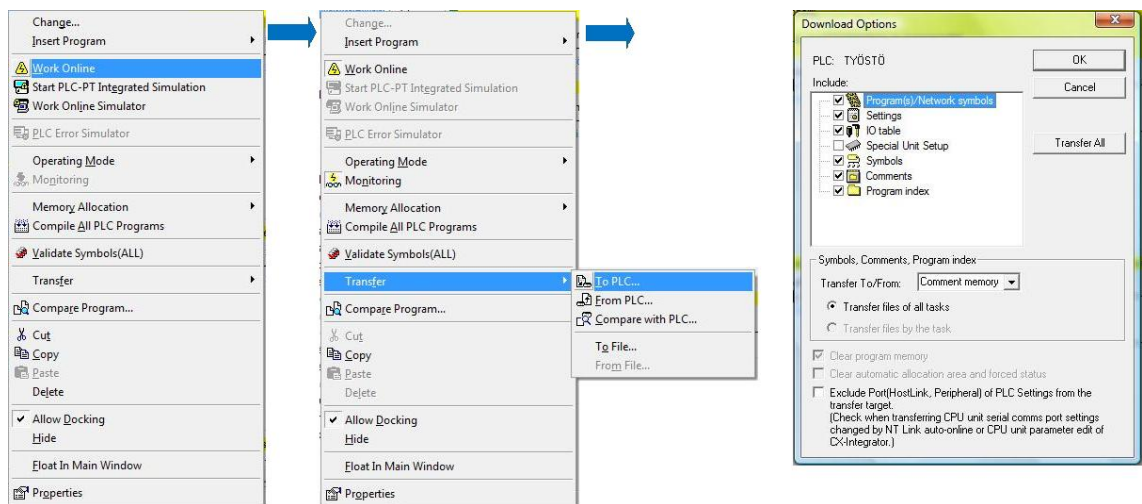 Change...
Insert Program
Work Online
Start PLC-PT Integrated Simulation
Work Online Simulator
PLC Error Simulator
Operating Mode
Monitoring
Memory Allocation
Compile All PLC Programs
Validate Symbols(ALL)
Transfer
Compare Program...
Cut
Copy
Paste
Delete
Allow Docking
Hide
Float In Main Window
Properties
Change...
Insert Program
Work Online
Start PLC-PT Integrated Simulation
Work Online Simulator
PLC Error Simulator
Operating Mode
Monitoring
Memory Allocation
Compile All PLC Programs
Validate Symbols(ALL)
Transfer
Compare Program...
Cut
Copy
Paste
Delete
Allow Docking
Hide
Float In Main Window
Properties
To PLC...
From PLC...
Compare with PLC...
To File...
From File...
Download Options
PLC: TYÖSTÖ
OK
Include:
Cancel
Program(s)/Network symbols
Settings
IO table
Special Unit Setup
Transfer All
Symbols
Comments
Program index
Symbols, Comments, Program index
Transfer To/From: Comment memory
Transfer files of all tasks
Transfer files by the task
Clear program memory
Clear automatic allocation area and forced status
Exclude Port(HostLink, Peripheral) of PLC Settings from the
transfer target.
(Check when transferring CPU unit serial comms port settings
changed by NT Link auto-online or CPU unit parameter edit of
CX-Integrator.)